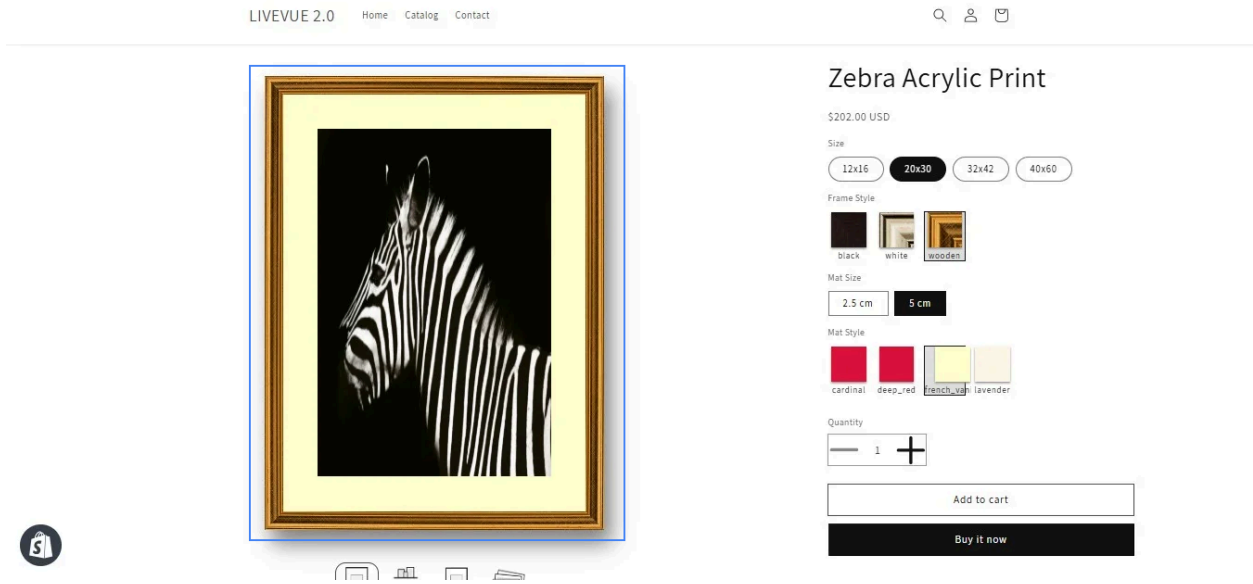 LIVEVUE 2.0 Home Catalog Contact
Zebra Acrylic Print
$202.00 USD
Size
12x16 20x30 32x42 40x60
Frame Style
black white wooden
Mat Size
2.5 cm 5 cm
Mat Style
cardinal deep_red french_van lavender
Quantity
1
Add to cart
Buy it now